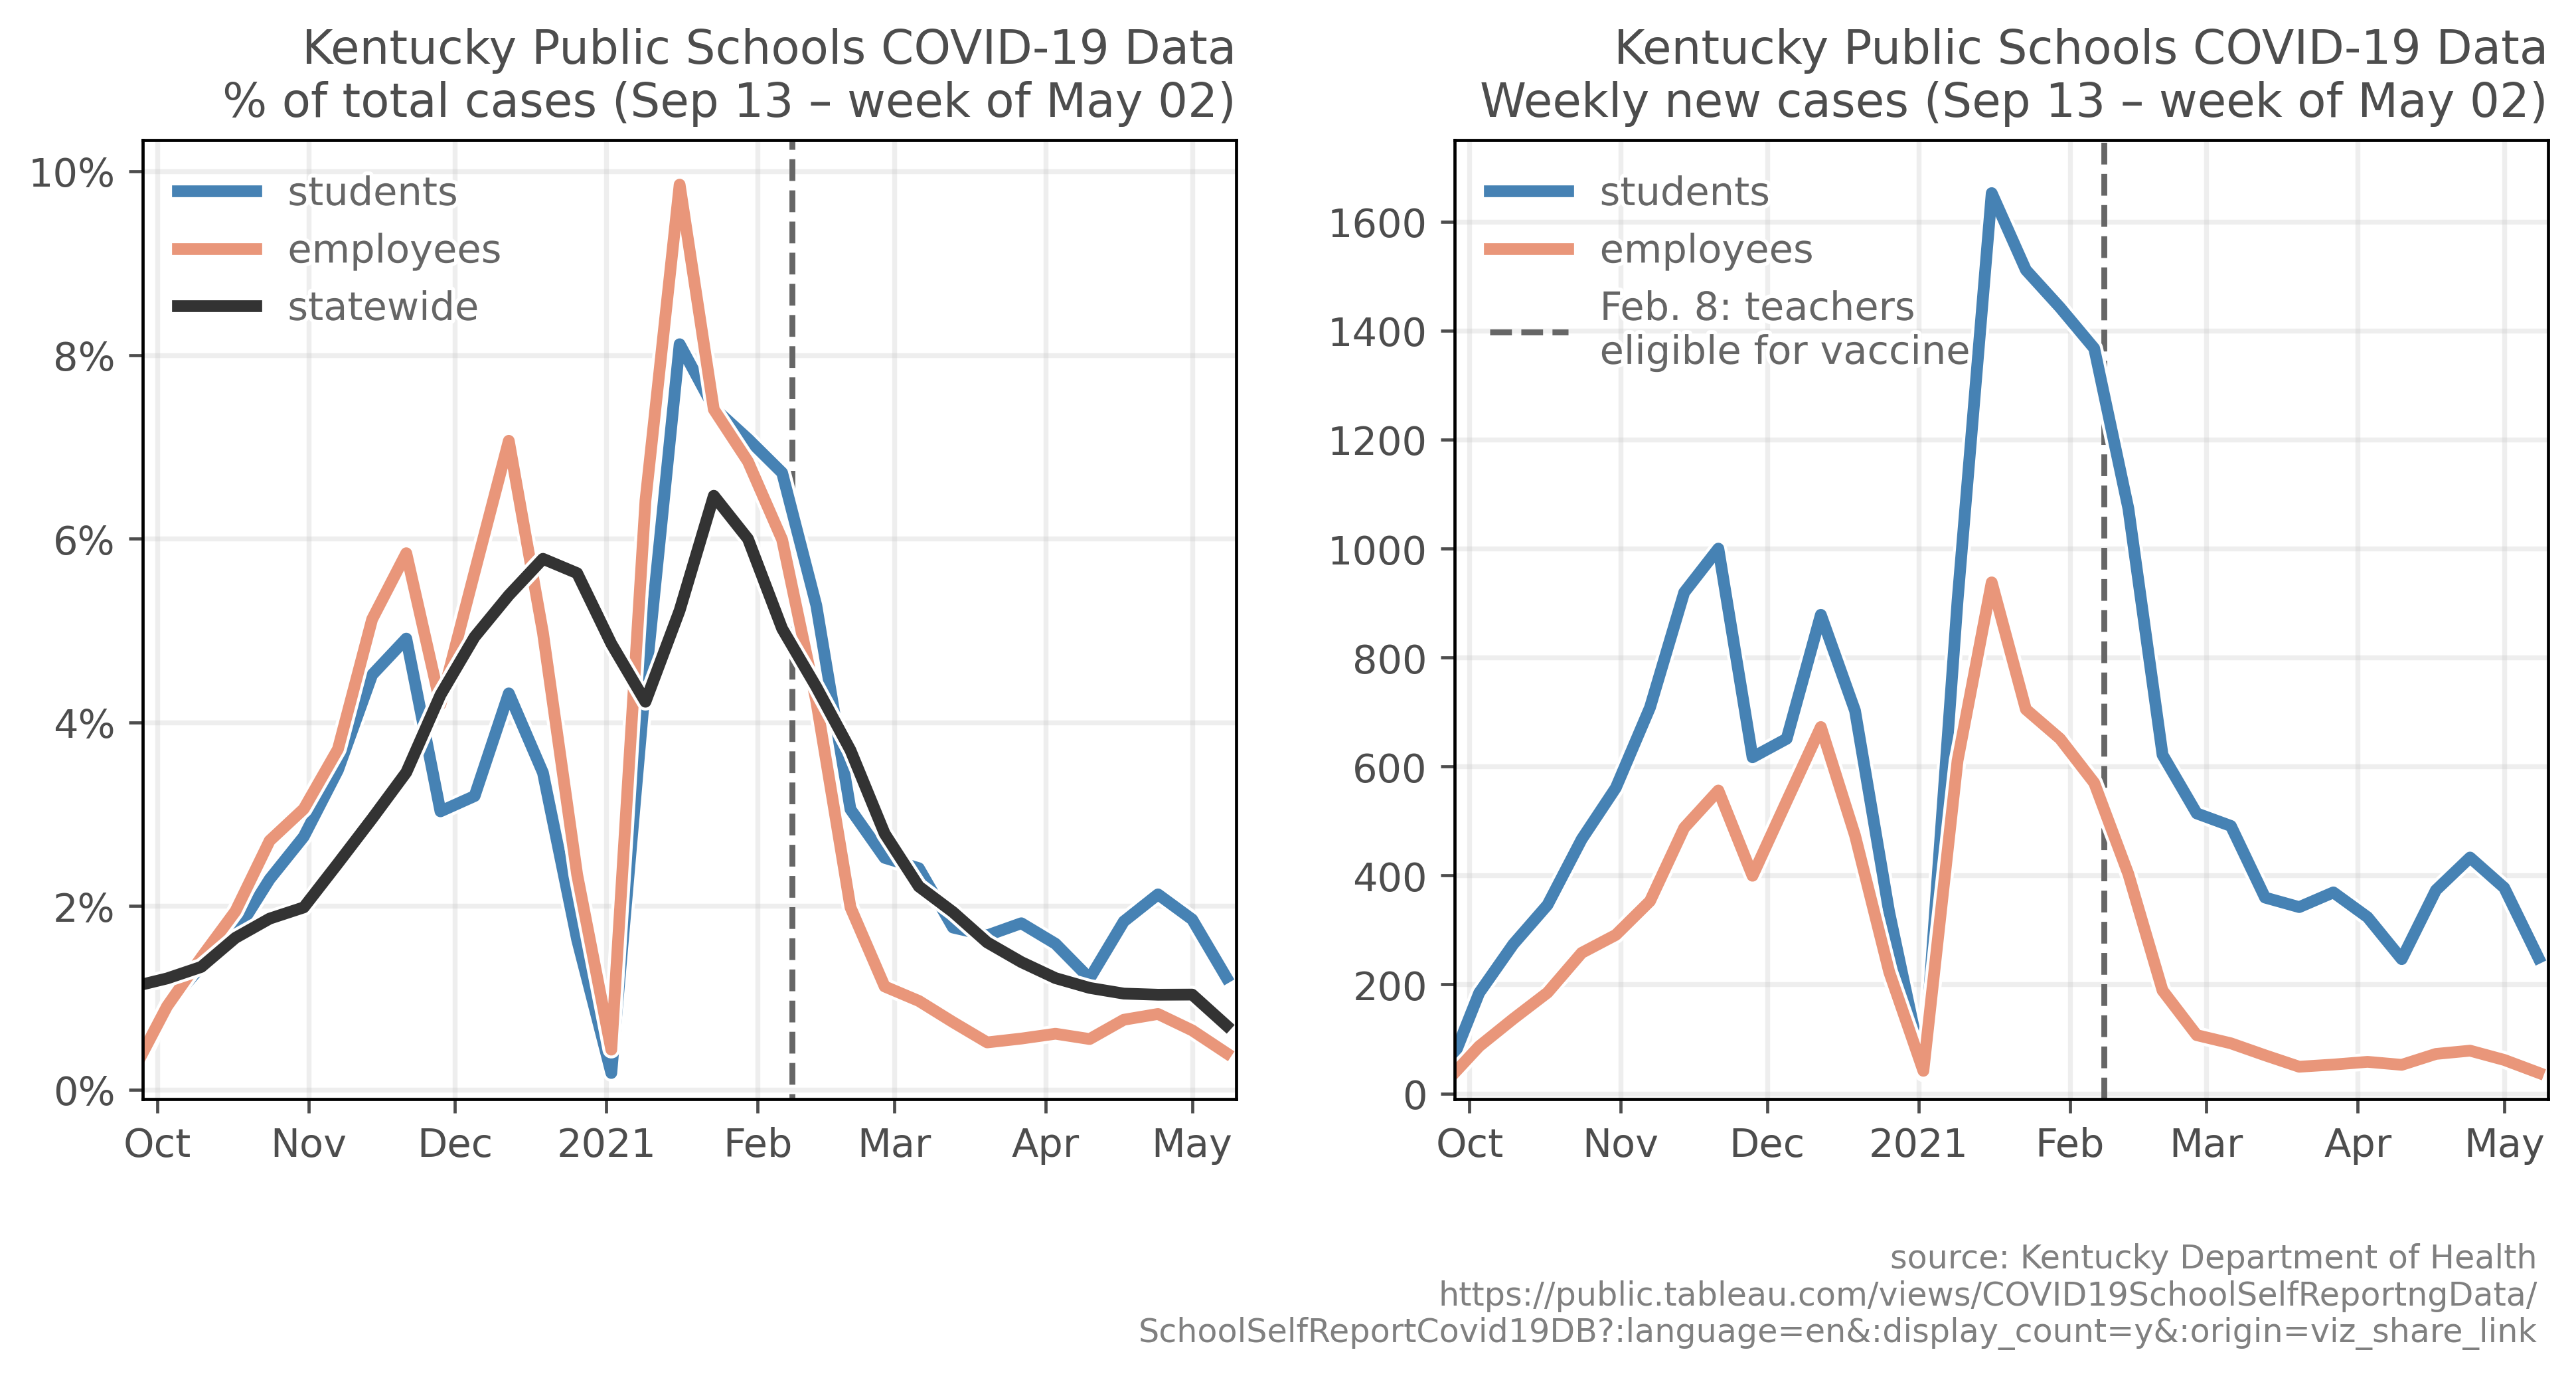 Kentucky Public Schools COVID-19 Data
% of total cases (Sep 13 – week of May 02)
10%
8%
6%
4%
2%
0%
students
employees
statewide
Oct Nov Dec 2021 Feb Mar Apr May
Kentucky Public Schools COVID-19 Data
Weekly new cases (Sep 13 – week of May 02)
1600
1400
1200
1000
800
600
400
200
0
students
employees
Feb. 8: teachers
eligible for vaccine
Oct Nov Dec 2021 Feb Mar Apr May
source: Kentucky Department of Health
https://public.tableau.com/views/COVID19SchoolSelfReportngData/
SchoolSelfReportCovid19DB?:language=en&:display_count=y&:origin=viz_share_link